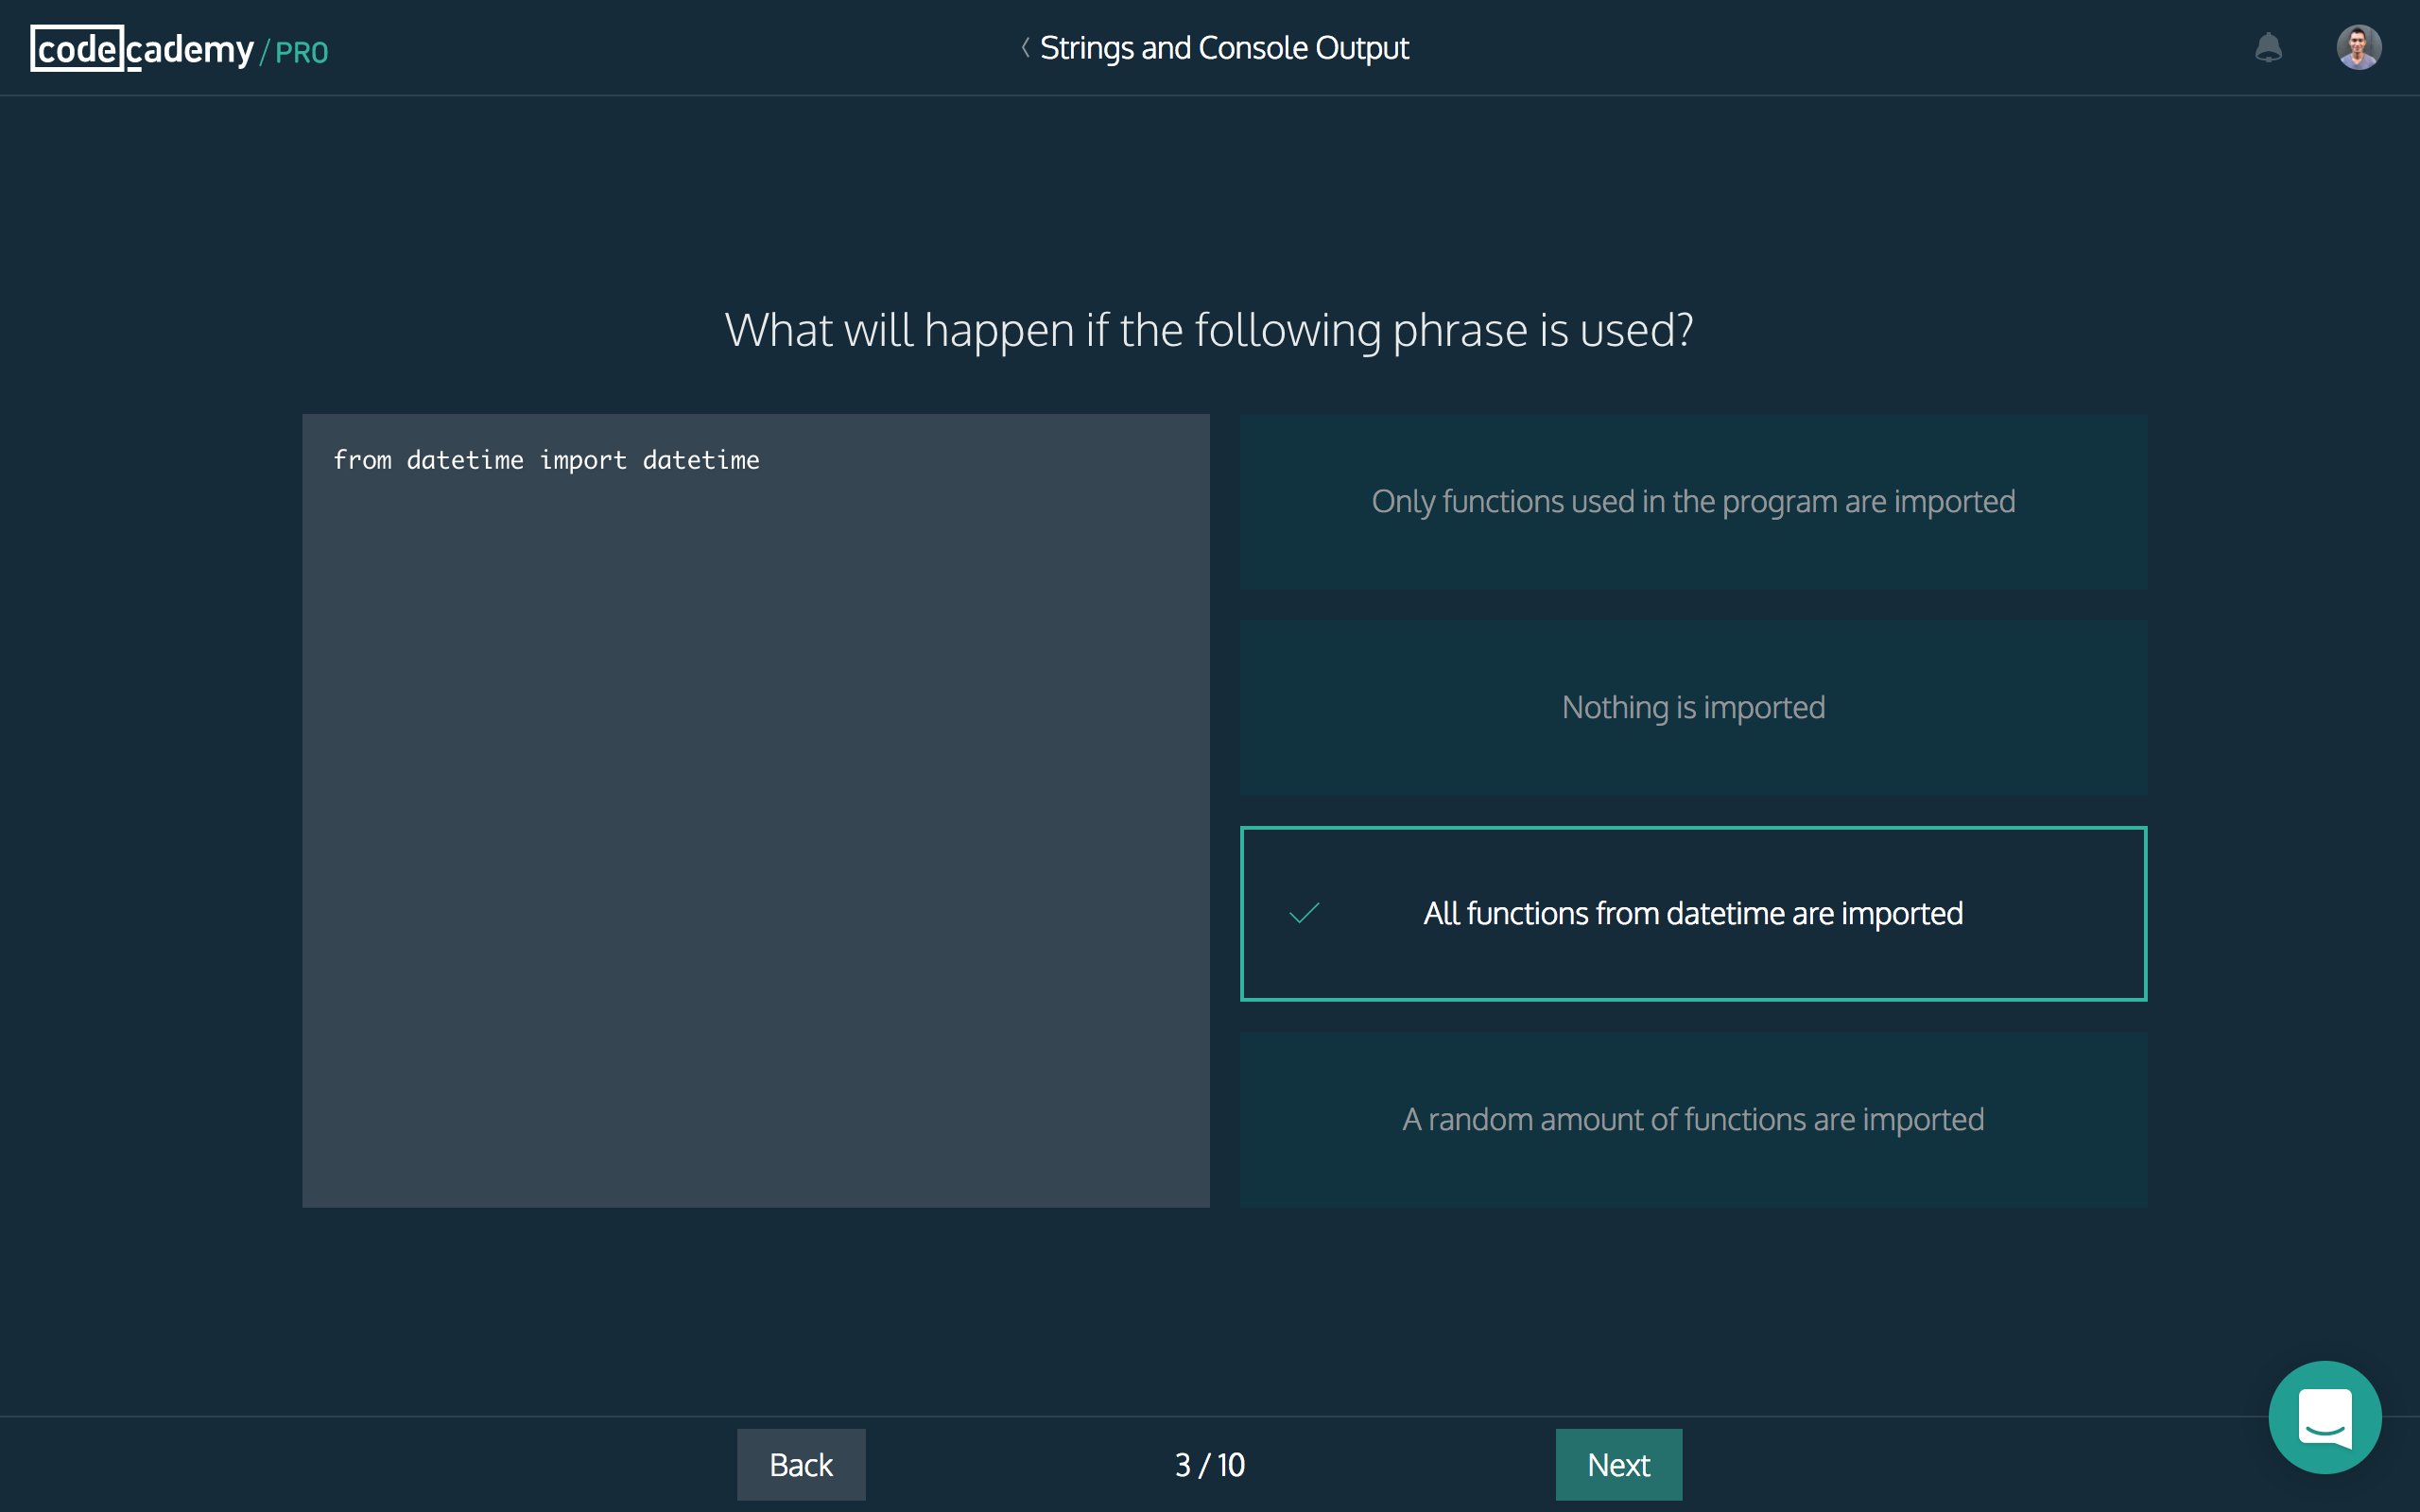 codecademy/PRO
Strings and Console Output
What will happen if the following phrase is used?
from datetime import datetime
Only functions used in the program are imported
Nothing is imported
All functions from datetime are imported
A random amount of functions are imported
Back
3 / 10
Next